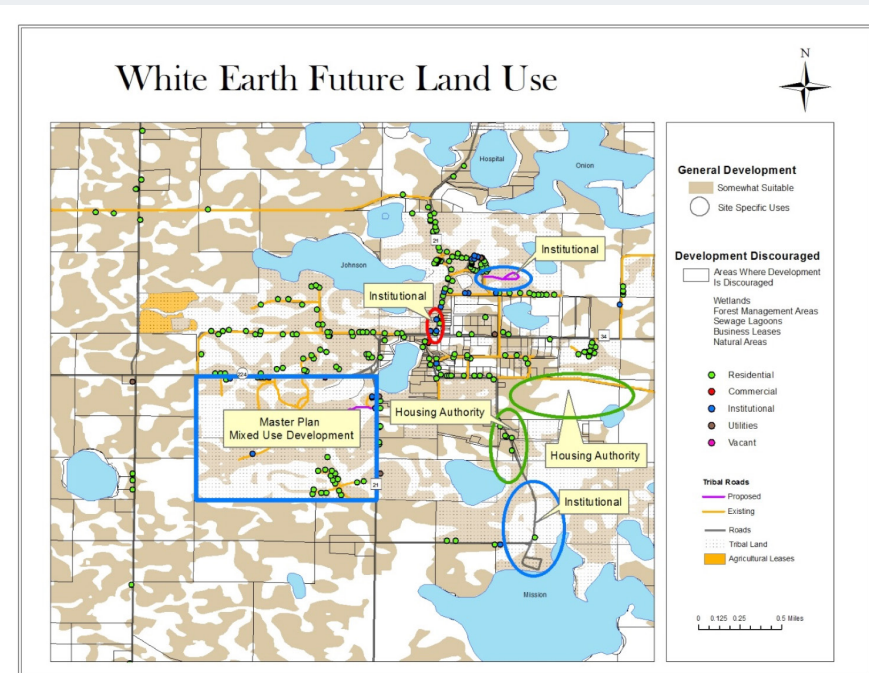 White Earth Future Land Use
N
Hospital
Onion
21
Institutional
Johnson
Institutional
34
224
Master Plan
Mixed Use Development
Housing Authority
Housing Authority
21
Institutional
Mission
General Development
Somewhat Suitable
Site Specific Uses
Development Discouraged
Areas Where Development
Is Discouraged
Wetlands
Forest Management Areas
Sewage Lagoons
Business Leases
Natural Areas
Residential
Commercial
Institutional
Utilities
Vacant
Tribal Roads
Proposed
Existing
Roads
Tribal Land
Agricultural Leases
0 0.125 0.25 0.5 Miles